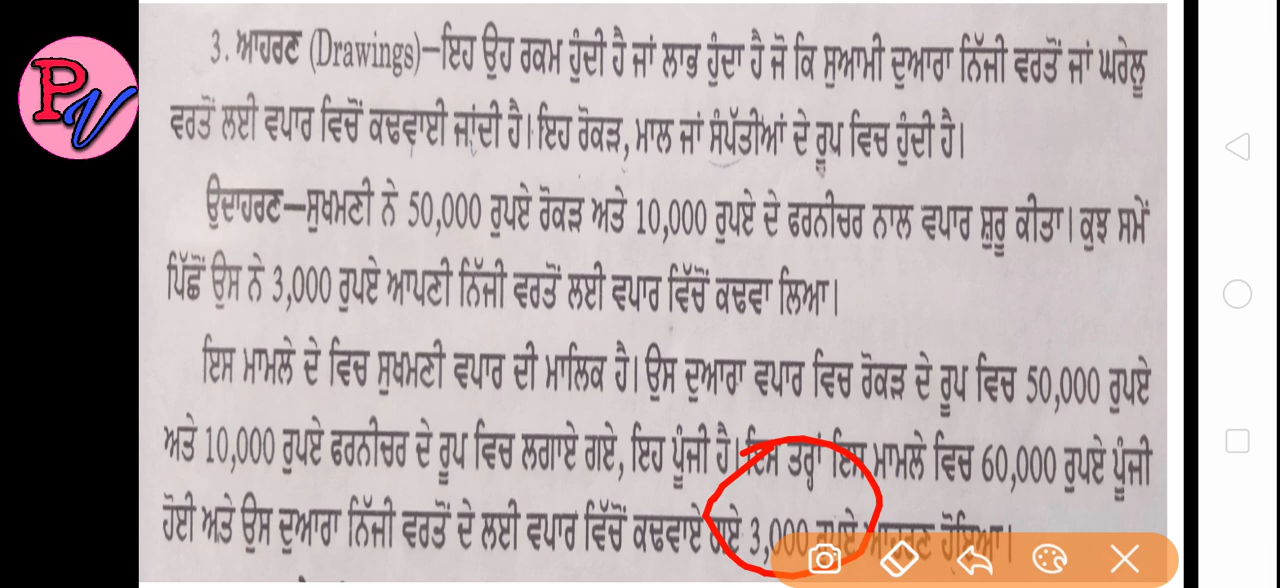 PV
3. ਆਹਰਣ (Drawings)—ਇਹ ਉਹ ਰਕਮ ਹੁੰਦੀ ਹੈ ਜਾਂ ਲਾਭ ਹੁੰਦਾ ਹੈ ਜੋ ਕਿ ਸੁਆਮੀ ਦੁਆਰਾ ਨਿੱਜੀ ਵਰਤੋਂ ਜਾਂ ਘਰੇਲੂ
ਵਰਤੋਂ ਲਈ ਵਪਾਰ ਵਿਚੋਂ ਕਢਵਾਈ ਜਾਂਦੀ ਹੈ। ਇਹ ਰੋਕੜ, ਮਾਲ ਜਾਂ ਸੰਪੱਤੀਆਂ ਦੇ ਰੂਪ ਵਿਚ ਹੁੰਦੀ ਹੈ।
ਉਦਾਹਰਣ—ਸੁਖਮਣੀ ਨੇ 50,000 ਰੁਪਏ ਰੋਕੜ ਅਤੇ 10,000 ਰੁਪਏ ਦੇ ਫਰਨੀਚਰ ਨਾਲ ਵਪਾਰ ਸ਼ੁਰੂ ਕੀਤਾ। ਕੁਝ ਸਮੇਂ
ਪਿੱਛੋਂ ਉਸ ਨੇ 3,000 ਰੁਪਏ ਆਪਣੀ ਨਿੱਜੀ ਵਰਤੋਂ ਲਈ ਵਪਾਰ ਵਿੱਚੋਂ ਕਢਵਾ ਲਿਆ।
ਇਸ ਮਾਮਲੇ ਦੇ ਵਿਚ ਸੁਖਮਣੀ ਵਪਾਰ ਦੀ ਮਾਲਿਕ ਹੈ। ਉਸ ਦੁਆਰਾ ਵਪਾਰ ਵਿਚ ਰੋਕੜ ਦੇ ਰੂਪ ਵਿਚ 50,000 ਰੁਪਏ
ਅਤੇ 10,000 ਰੁਪਏ ਫਰਨੀਚਰ ਦੇ ਰੂਪ ਵਿਚ ਲਗਾਏ ਗਏ, ਇਹ ਪੂੰਜੀ ਹੈ। ਇਸ ਤਰ੍ਹਾਂ ਇਸ ਮਾਮਲੇ ਵਿਚ 60,000 ਰੁਪਏ ਪੂੰਜੀ
ਹੋਈ ਅਤੇ ਉਸ ਦੁਆਰਾ ਨਿੱਜੀ ਵਰਤੋਂ ਦੇ ਲਈ ਵਪਾਰ ਵਿੱਚੋਂ ਕਢਵਾਏ ਗਏ 3,000 ਰੁਪਏ ਆਹਰਣ ਹੋਇਆ।